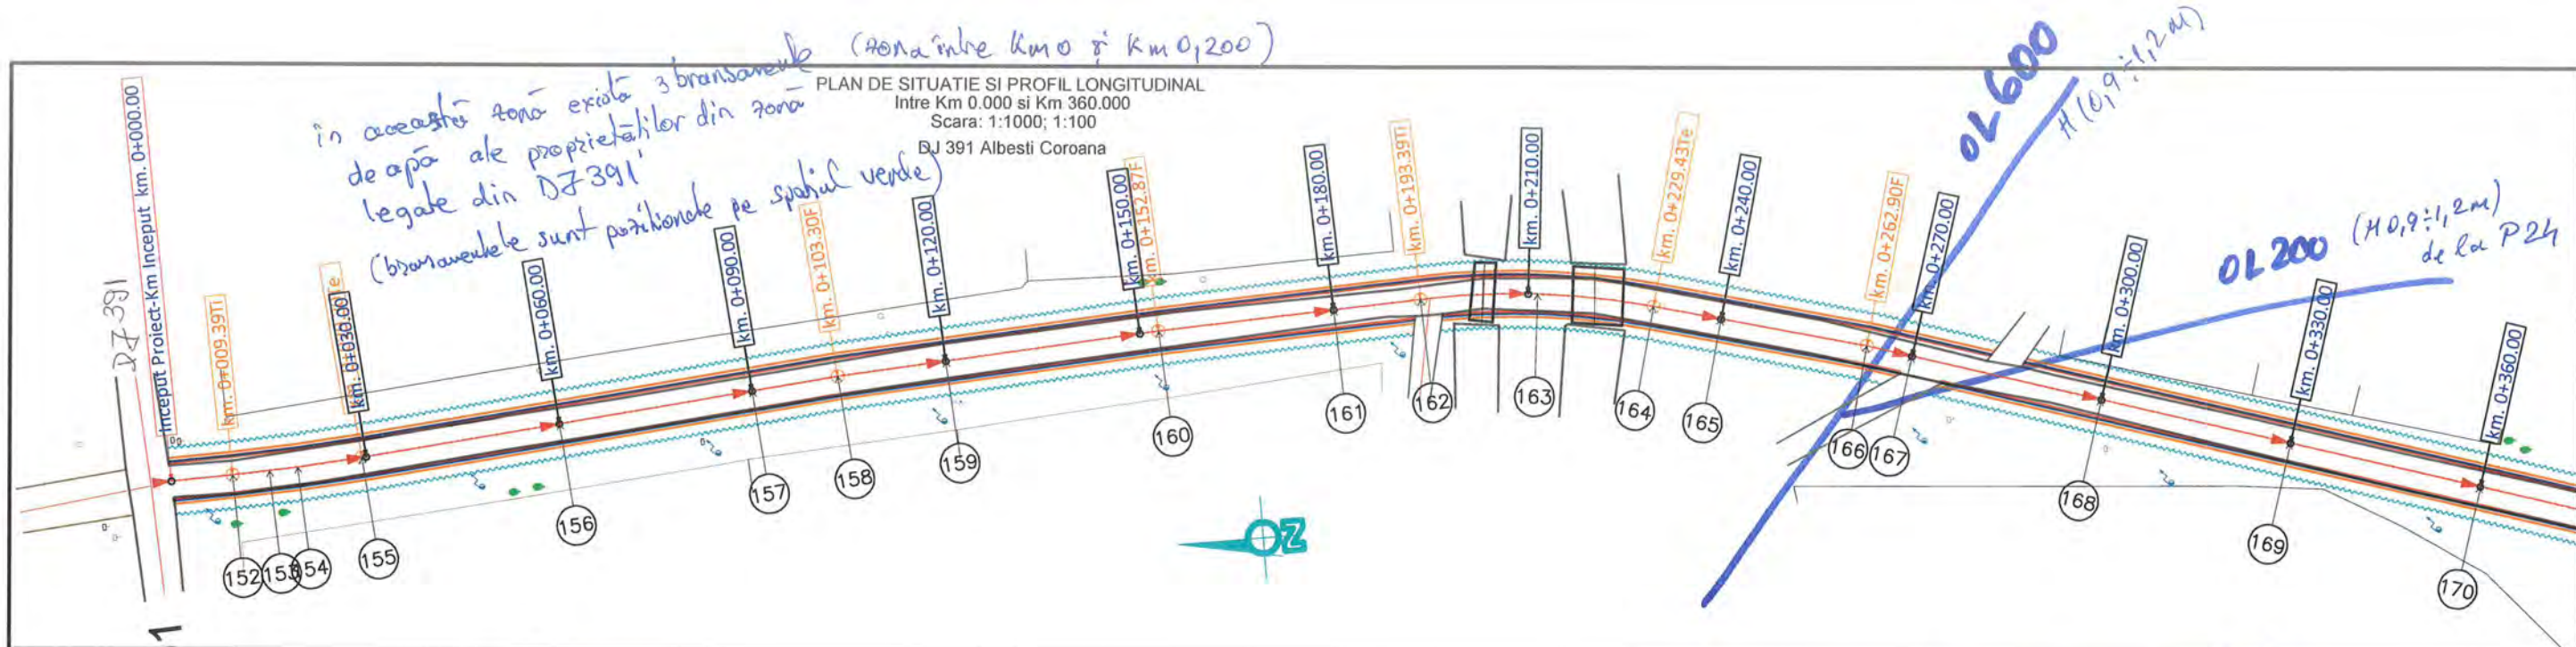 (zona între Km 0 și Km 0,200)
în această zonă există 3 bransamente
de apă ale proprietăților din zonă
legate din DJ 391
(bransamentele sunt poziționate pe spațiul verde)
PLAN DE SITUATIE SI PROFIL LONGITUDINAL
Intre Km 0.000 si Km 360.000
Scara: 1:1000; 1:100
DJ 391 Albesti Coroana
OL 600
H (0,9÷1,2 M)
OL 200 (H 0,9÷1,2m)
de la P24
DJ 391
Inceput Proiect-Km Inceput km. 0+000.00
km. 0+009.39Ti
km. 0+030.00
km. 0+060.00
km. 0+090.00
km. 0+103.30F
km. 0+120.00
km. 0+150.00
km. 0+152.87F
km. 0+180.00
km. 0+193.39Ti
km. 0+210.00
km. 0+229.43Te
km. 0+240.00
km. 0+262.90F
km. 0+270.00
km. 0+300.00
km. 0+330.00
km. 0+360.00
152
153
154
155
156
157
158
159
160
161
162
163
164
165
166
167
168
169
170
N
1